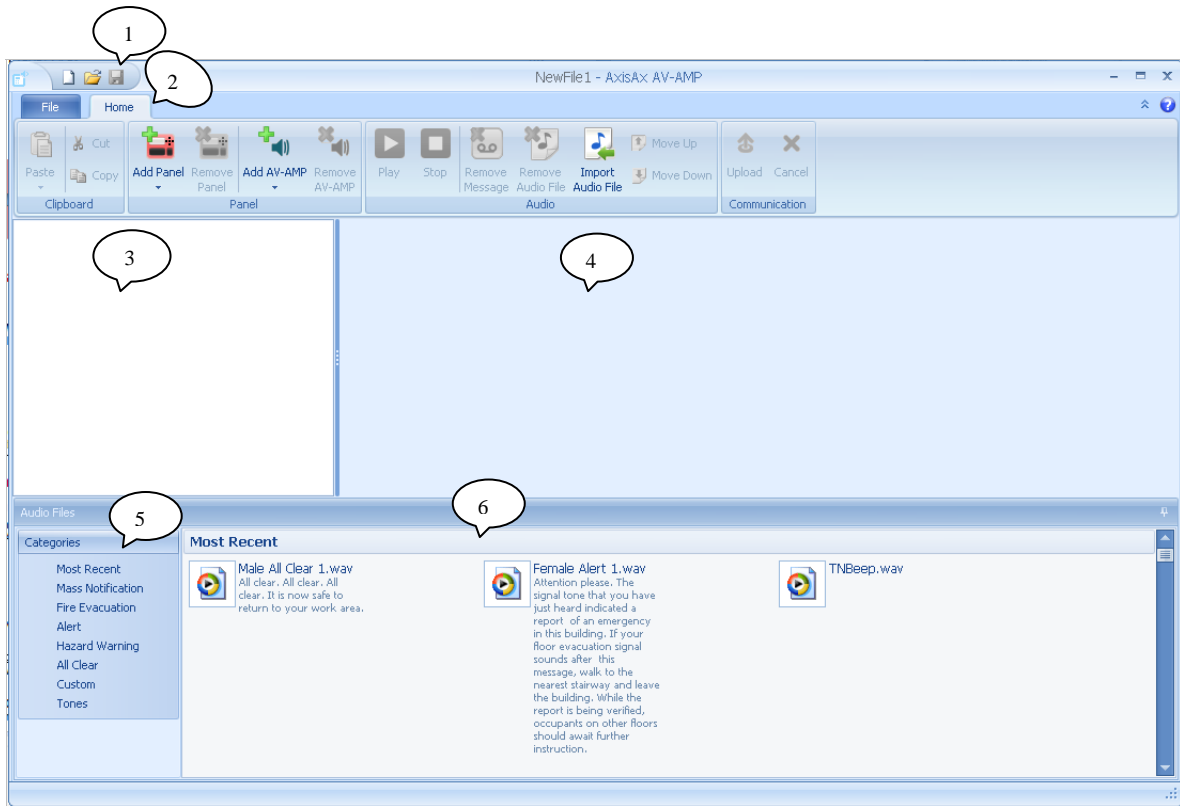 1
2
NewFile1 - AxisAx AV-AMP
File Home
Paste
Cut
Copy
Clipboard
Add Panel
Remove Panel
Add AV-AMP
Remove AV-AMP
Panel
Play
Stop
Remove Message
Remove Audio File
Import Audio File
Move Up
Move Down
Audio
Upload
Cancel
Communication
3
4
Audio Files
5
6
Categories
Most Recent
Mass Notification
Fire Evacuation
Alert
Hazard Warning
All Clear
Custom
Tones
Most Recent
Male All Clear 1.wav
All clear. All clear. All
clear. It is now safe to
return to your work area.
Female Alert 1.wav
Attention please. The
signal tone that you have
just heard indicated a
report of an emergency
in this building. If your
floor evacuation signal
sounds after this
message, walk to the
nearest stairway and leave
the building. While the
report is being verified,
occupants on other floors
should await further
instruction.
TNBeep.wav